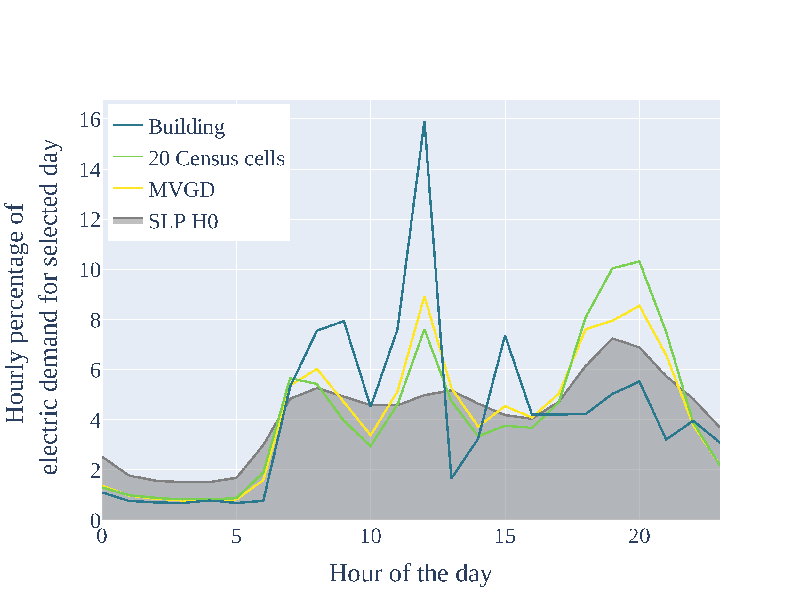 Building
20 Census cells
MVGD
SLP H0
Hourly percentage of
electric demand for selected day
16
14
12
10
8
6
4
2
0
0 5 10 15 20
Hour of the day